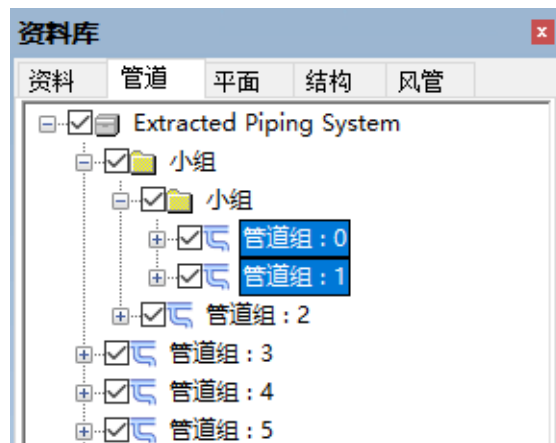 资料库
资料 管道 平面 结构 风管
Extracted Piping System
小组
小组
管道组 : 0
管道组 : 1
管道组 : 2
管道组 : 3
管道组 : 4
管道组 : 5